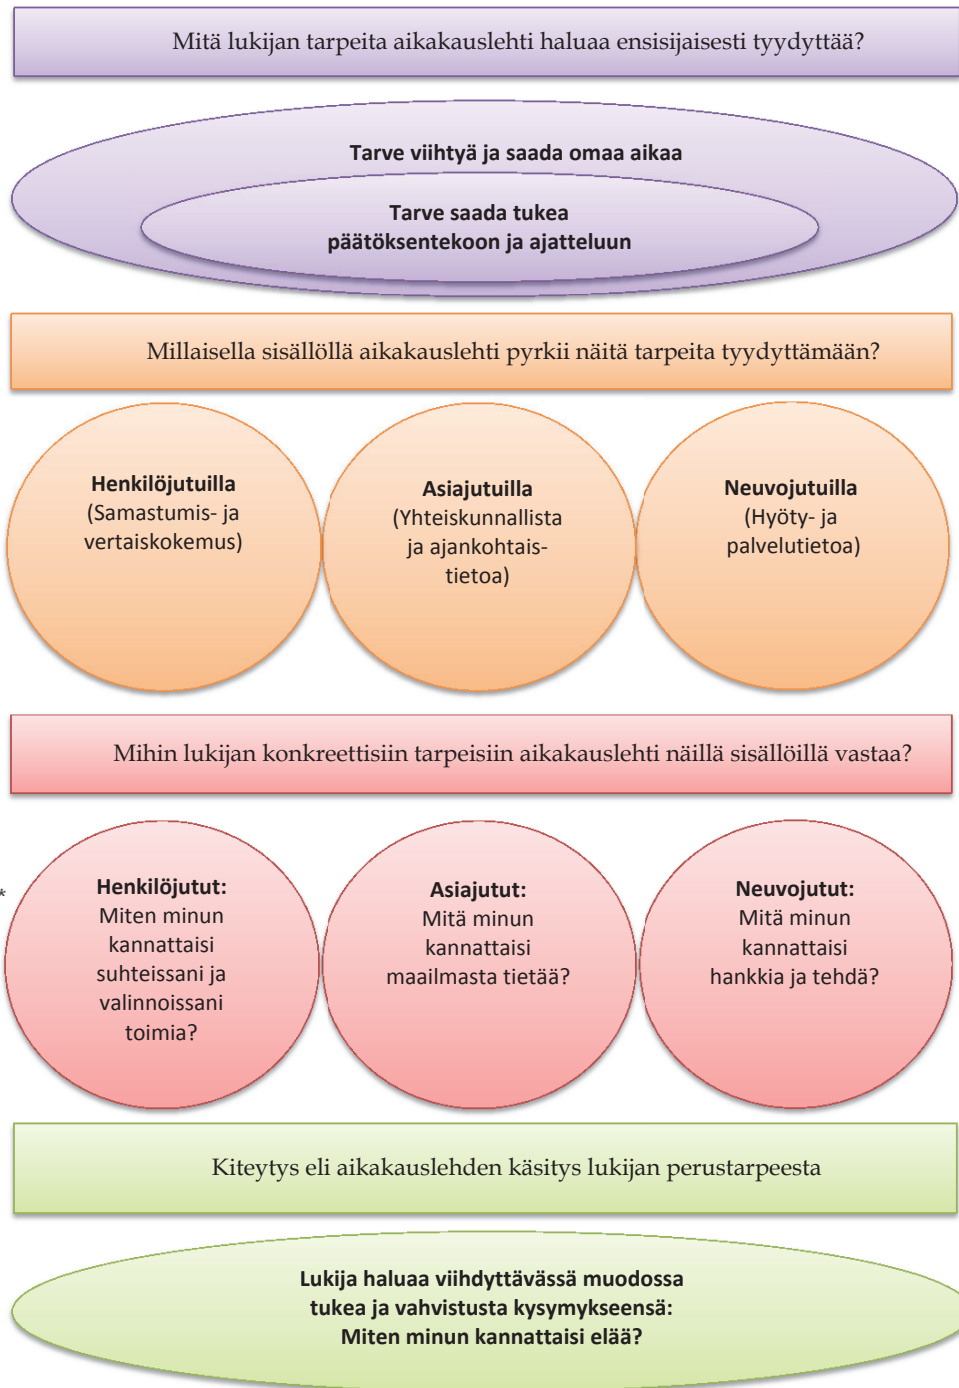 Mitä lukijan tarpeita aikakauslehti haluaa ensisijaisesti tyydyttää?
Tarve viihtyä ja saada omaa aikaa
Tarve saada tukea
päätöksentekoon ja ajatteluun
Millaisella sisällöllä aikakauslehti pyrkii näitä tarpeita tyydyttämään?
Henkilöjutuilla
(Samastumis- ja
vertaiskokemus)
Asiajutuilla
(Yhteiskunnallista
ja ajankohtais-
tietoa)
Neuvojutuilla
(Hyöty- ja
palvelutietoa)
Mihin lukijan konkreettisiin tarpeisiin aikakauslehti näillä sisällöillä vastaa?
*
Henkilöjutut:
Miten minun
kannattaisi
suhteissani ja
valinnoissani
toimia?
Asiajutut:
Mitä minun
kannattaisi
maailmasta tietää?
Neuvojutut:
Mitä minun
kannattaisi
hankkia ja tehdä?
Kiteytys eli aikakauslehden käsitys lukijan perustarpeesta
Lukija haluaa viihdyttävässä muodossa
tukea ja vahvistusta kysymykseensä:
Miten minun kannattaisi elää?